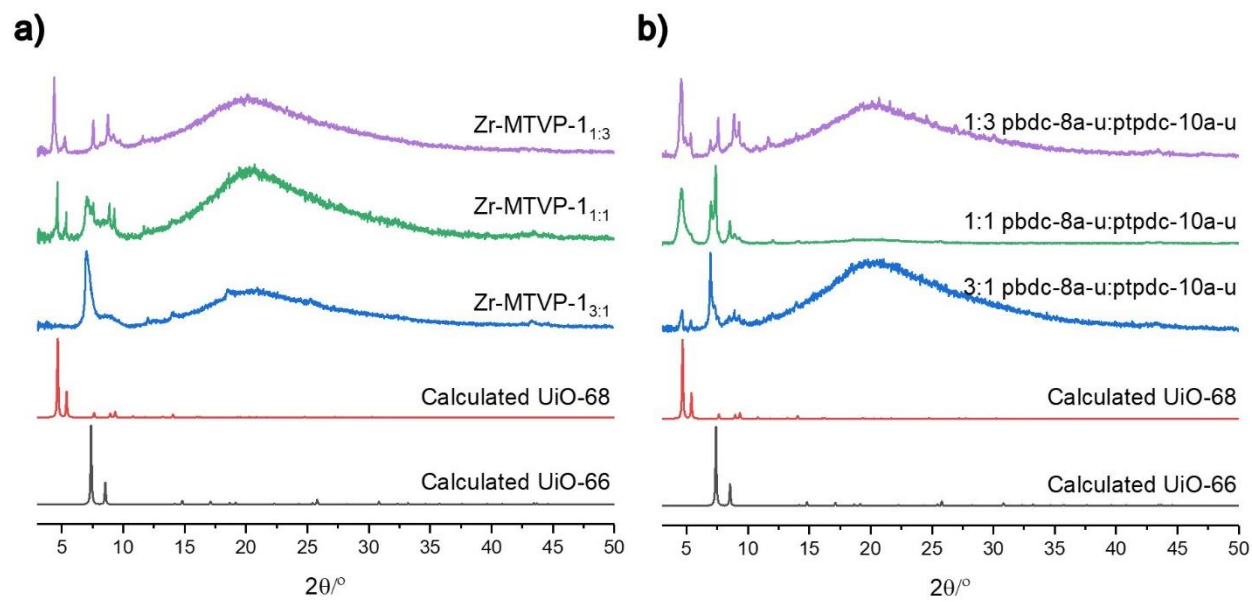 a)
Zr-MTVP-1₁:₃
Zr-MTVP-1₁:₁
Zr-MTVP-1₃:₁
Calculated UiO-68
Calculated UiO-66
5 10 15 20 25 30 35 40 45 50
2θ/°
b)
1:3 pbdc-8a-u:ptpdc-10a-u
1:1 pbdc-8a-u:ptpdc-10a-u
3:1 pbdc-8a-u:ptpdc-10a-u
Calculated UiO-68
Calculated UiO-66
5 10 15 20 25 30 35 40 45 50
2θ/°